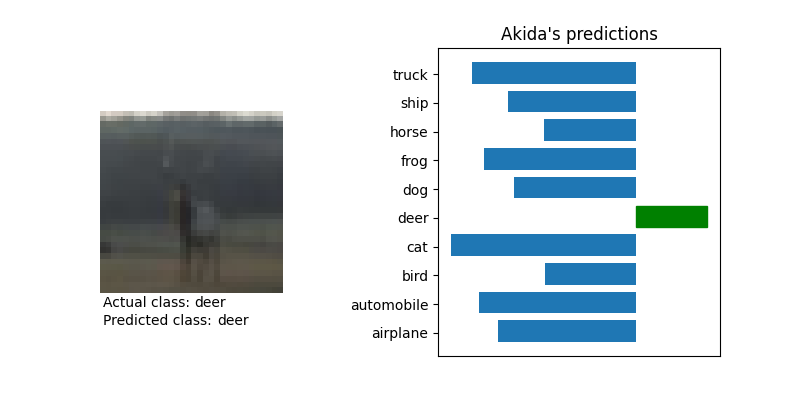 Akida's predictions
truck
ship
horse
frog
dog
deer
cat
bird
automobile
airplane
Actual class: deer
Predicted class: deer